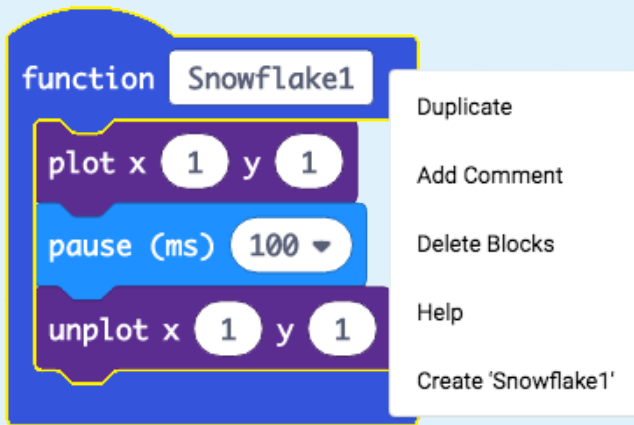 function Snowflake1
plot x 1 y 1
pause (ms) 100
unplot x 1 y 1
Duplicate
Add Comment
Delete Blocks
Help
Create 'Snowflake1'